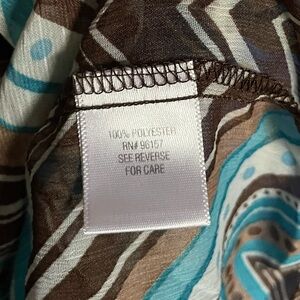 100% POLYESTER
RN# 96157
SEE REVERSE
FOR CARE